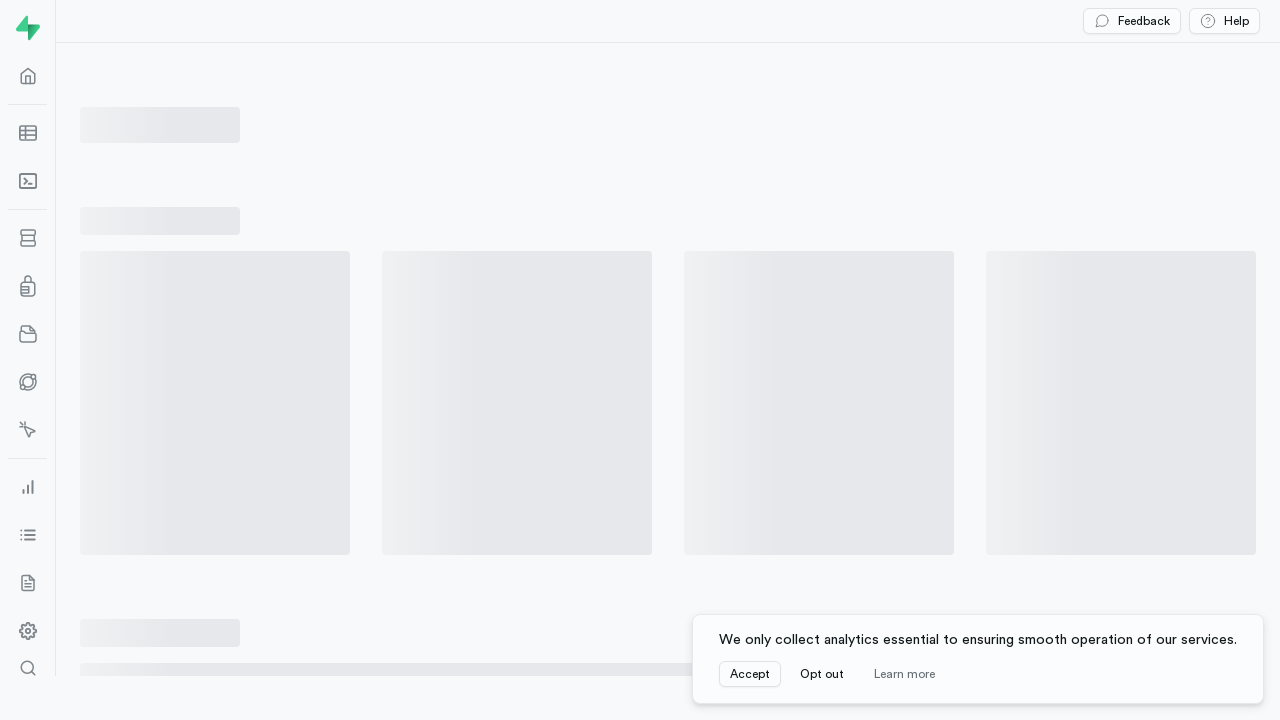 Feedback
Help
We only collect analytics essential to ensuring smooth operation of our services.
Accept
Opt out
Learn more